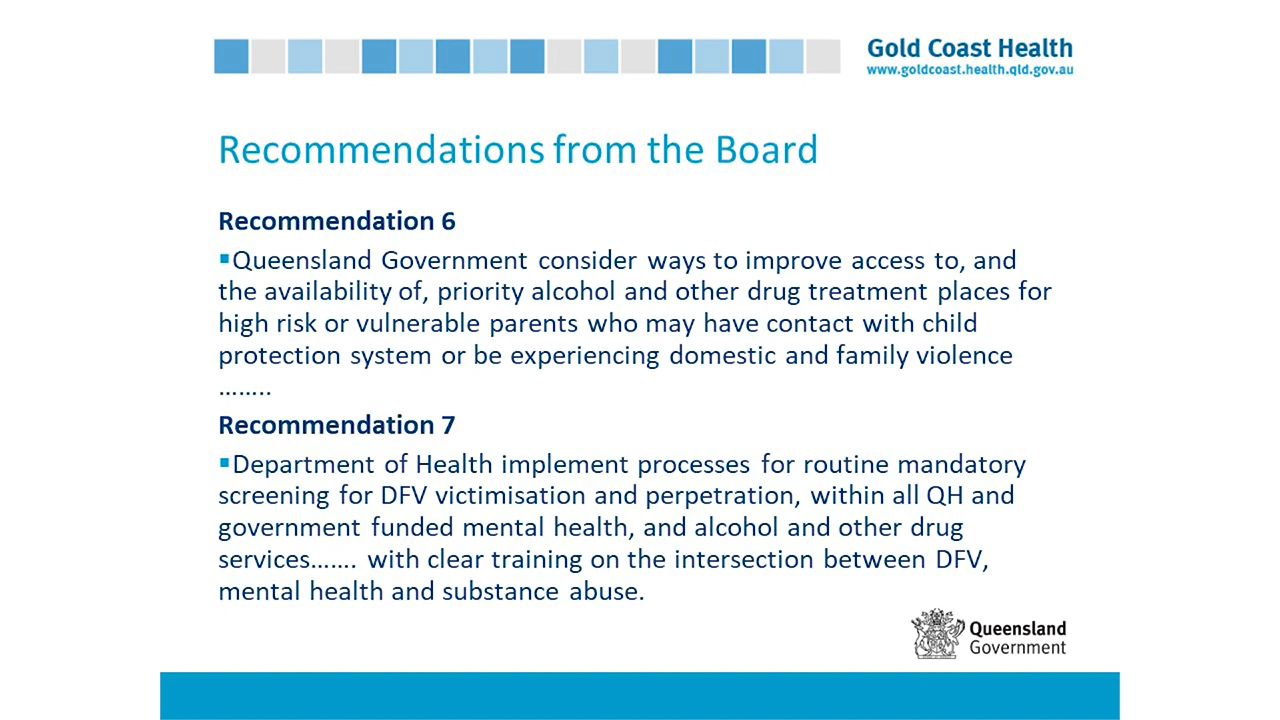 Gold Coast Health
www.goldcoast.health.qld.gov.au
Recommendations from the Board
Recommendation 6
▪Queensland Government consider ways to improve access to, and
the availability of, priority alcohol and other drug treatment places for
high risk or vulnerable parents who may have contact with child
protection system or be experiencing domestic and family violence
……..
Recommendation 7
▪Department of Health implement processes for routine mandatory
screening for DFV victimisation and perpetration, within all QH and
government funded mental health, and alcohol and other drug
services……. with clear training on the intersection between DFV,
mental health and substance abuse.
Queensland
Government